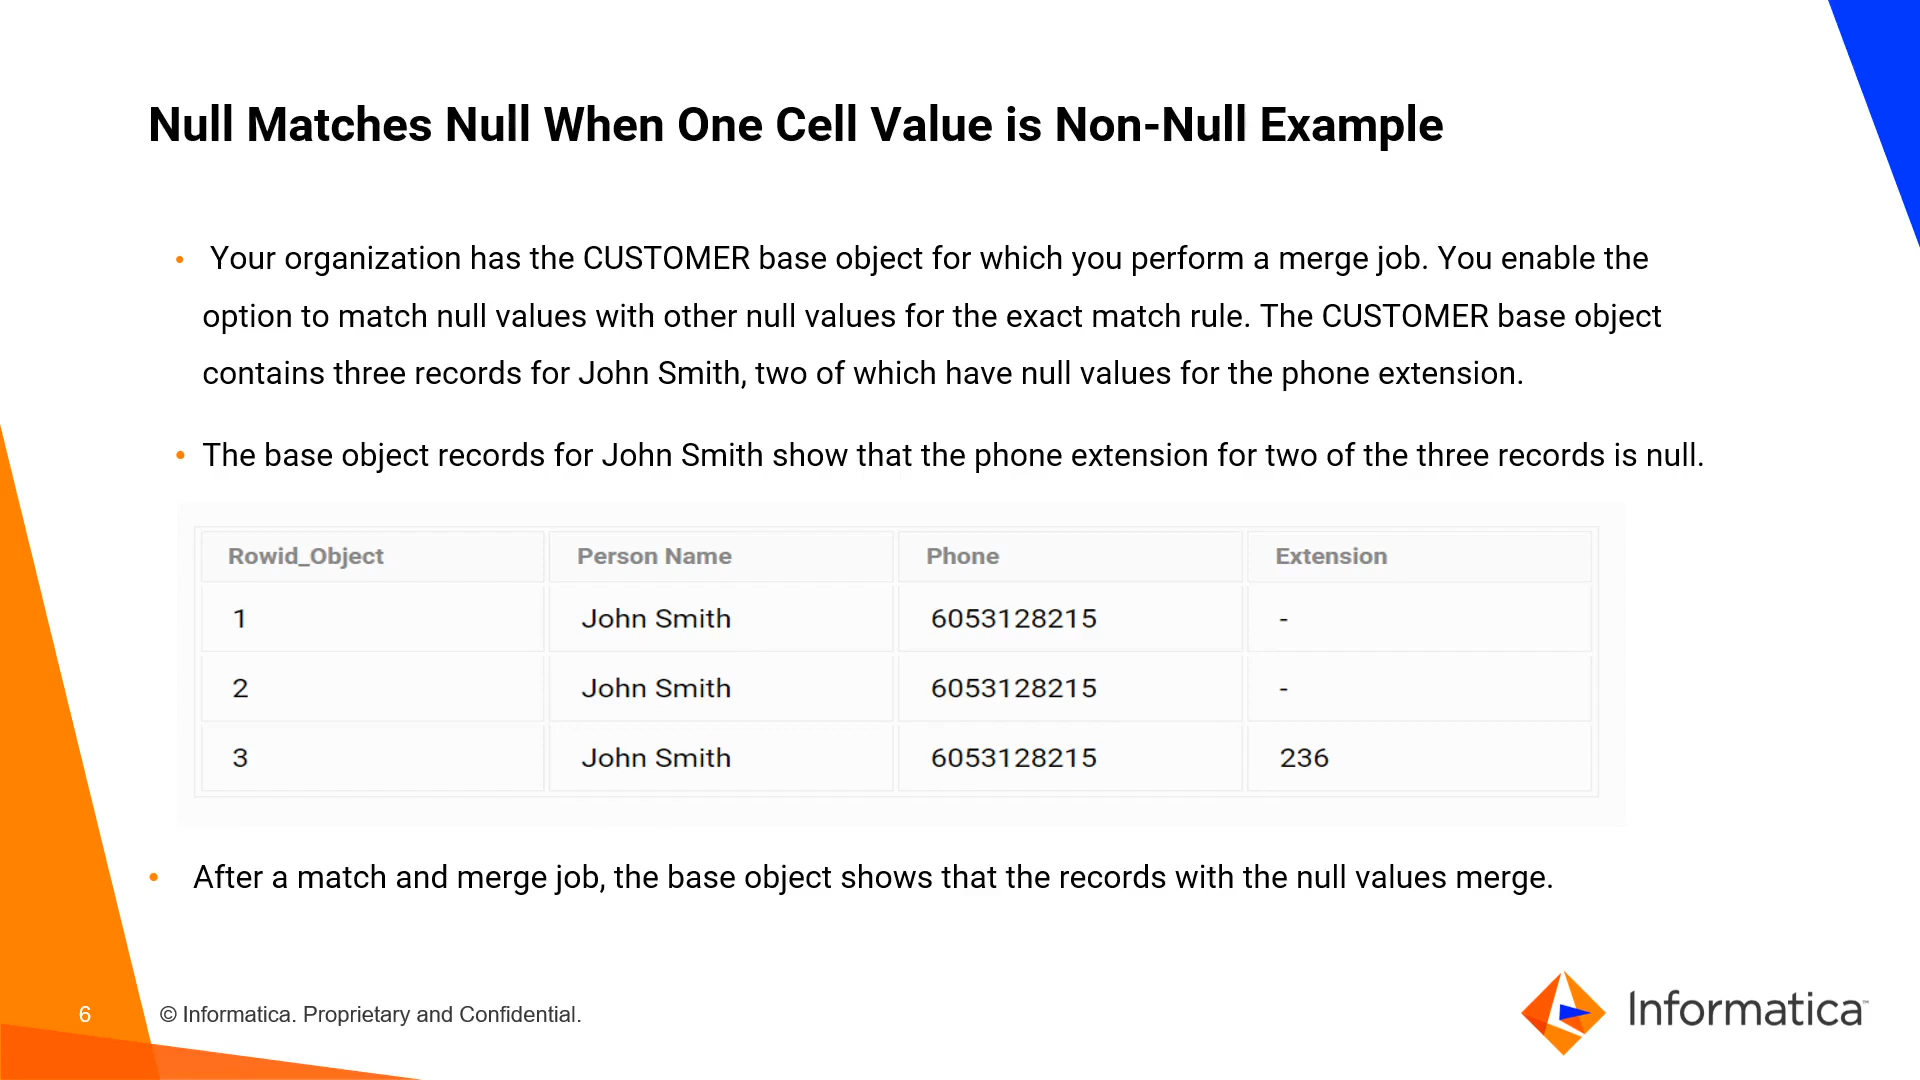 Null Matches Null When One Cell Value is Non-Null Example
• Your organization has the CUSTOMER base object for which you perform a merge job. You enable the
option to match null values with other null values for the exact match rule. The CUSTOMER base object
contains three records for John Smith, two of which have null values for the phone extension.
• The base object records for John Smith show that the phone extension for two of the three records is null.
Rowid_Object Person Name Phone Extension
1 John Smith 6053128215 -
2 John Smith 6053128215 -
3 John Smith 6053128215 236
• After a match and merge job, the base object shows that the records with the null values merge.
6 © Informatica. Proprietary and Confidential.
Informatica™